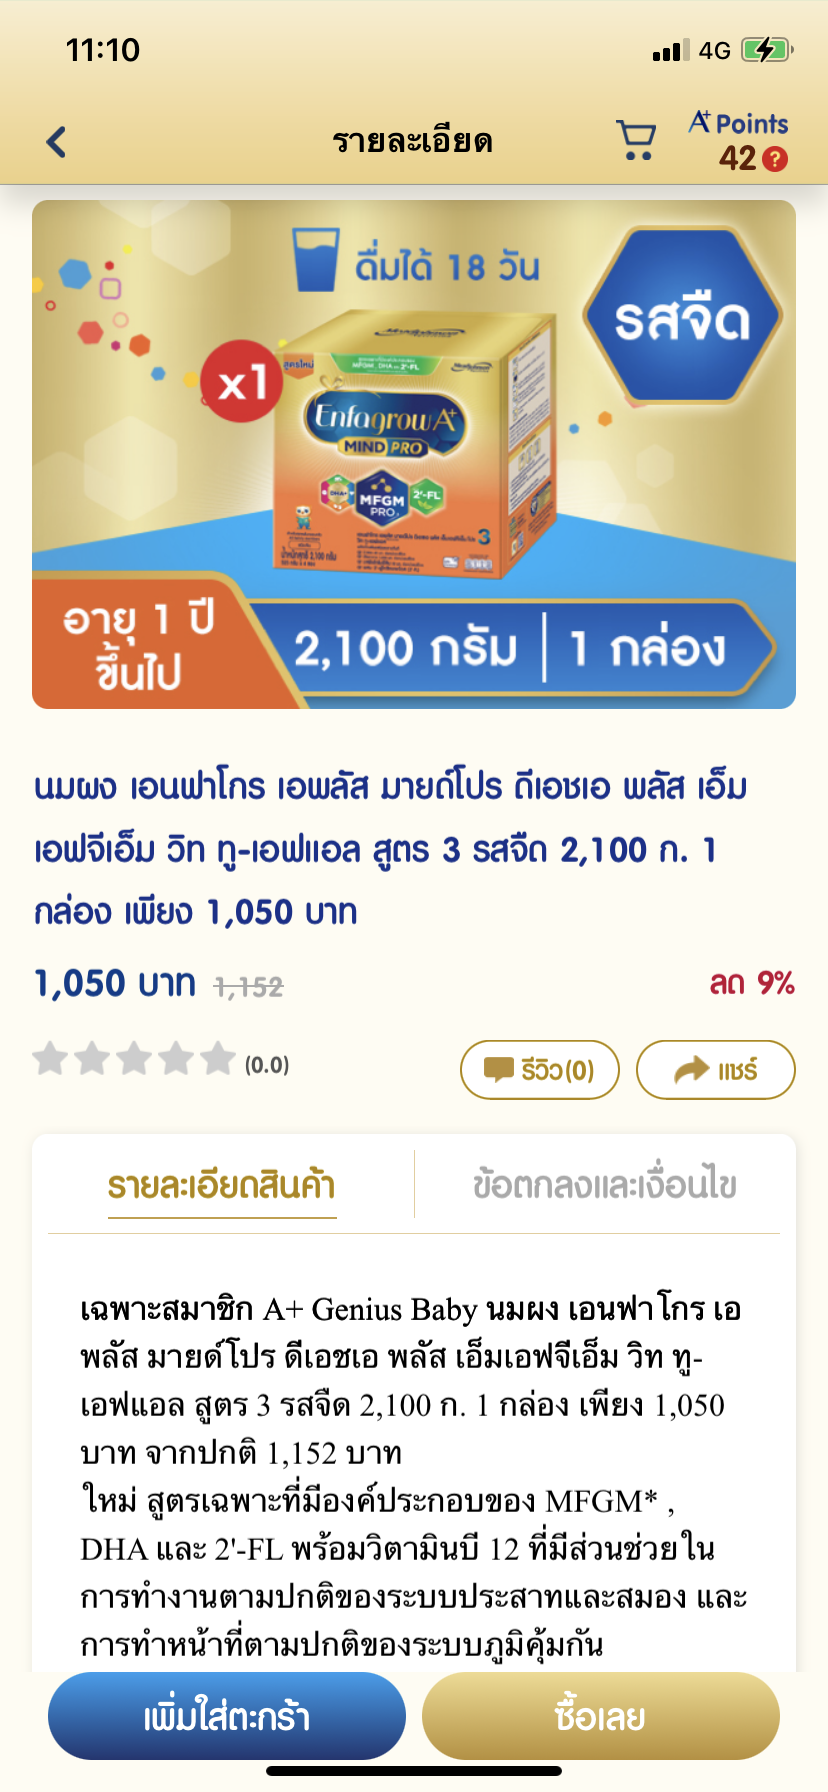 11:10
4G
รายละเอียด
A+ Points
42 ?
ดื่มได้ 18 วัน
รสจืด
x1
สูตรใหม่
MFGM, DHA และ 2'-FL
MeadJohnson
Enfagrow A+
MIND PRO
DHA+
MFGM
PRO
2'-FL
3
อายุ 1 ปี
ขึ้นไป
2,100 กรัม | 1 กล่อง
นมผง เอนฟาโกร เอพลัส มายด์โปร ดีเอชเอ พลัส เอ็ม
เอฟจีเอ็ม วิท ทู-เอฟแอล สูตร 3 รสจืด 2,100 ก. 1
กล่อง เพียง 1,050 บาท
1,050 บาท 1,152
ลด 9%
(0.0)
รีวิว(0)
แชร์
รายละเอียดสินค้า
ข้อตกลงและเงื่อนไข
เฉพาะสมาชิก A+ Genius Baby นมผง เอนฟาโกร เอ
พลัส มายด์โปร ดีเอชเอ พลัส เอ็มเอฟจีเอ็ม วิท ทู-
เอฟแอล สูตร 3 รสจืด 2,100 ก. 1 กล่อง เพียง 1,050
บาท จากปกติ 1,152 บาท
ใหม่ สูตรเฉพาะที่มีองค์ประกอบของ MFGM* ,
DHA และ 2'-FL พร้อมวิตามินบี 12 ที่มีส่วนช่วยใน
การทำงานตามปกติของระบบประสาทและสมอง และ
การทำหน้าที่ตามปกติของระบบภูมิคุ้มกัน
เพิ่มใส่ตะกร้า
ซื้อเลย